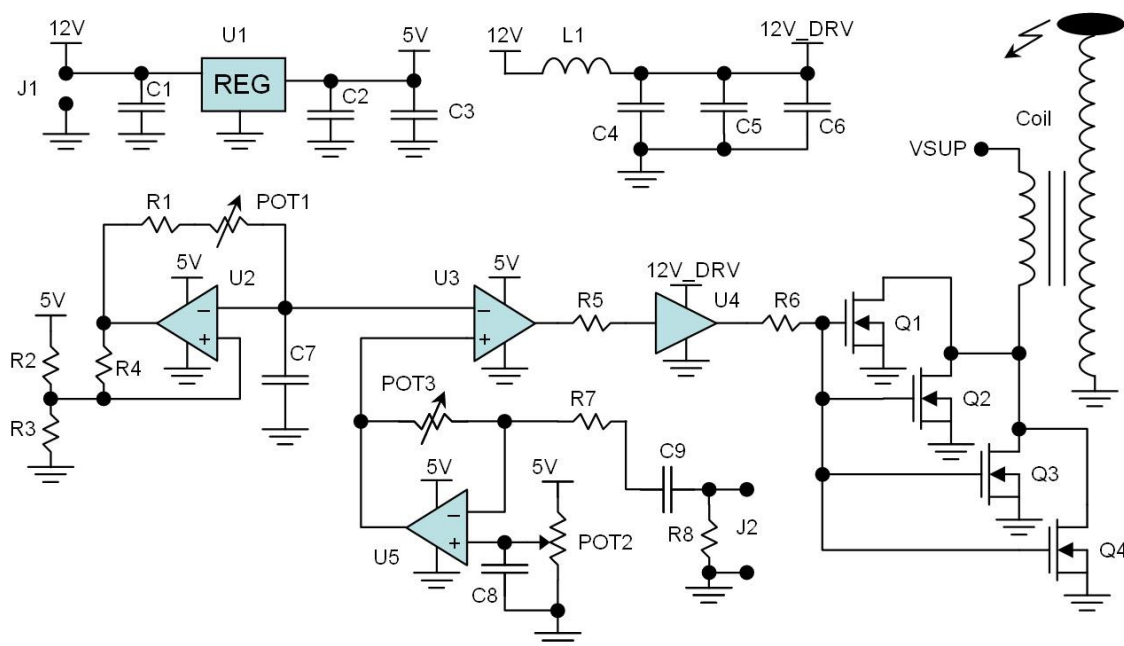 12V
U1
5V
J1
C1
REG
C2
C3
12V
L1
12V_DRV
C4
C5
C6
Coil
VSUP
R1
POT1
5V
U2
5V
R2
R4
R3
C7
U3
5V
R5
12V_DRV
U4
R6
Q1
Q2
Q3
Q4
POT3
R7
C9
5V
U5
5V
POT2
C8
R8
J2
−
+
−
+
−
+